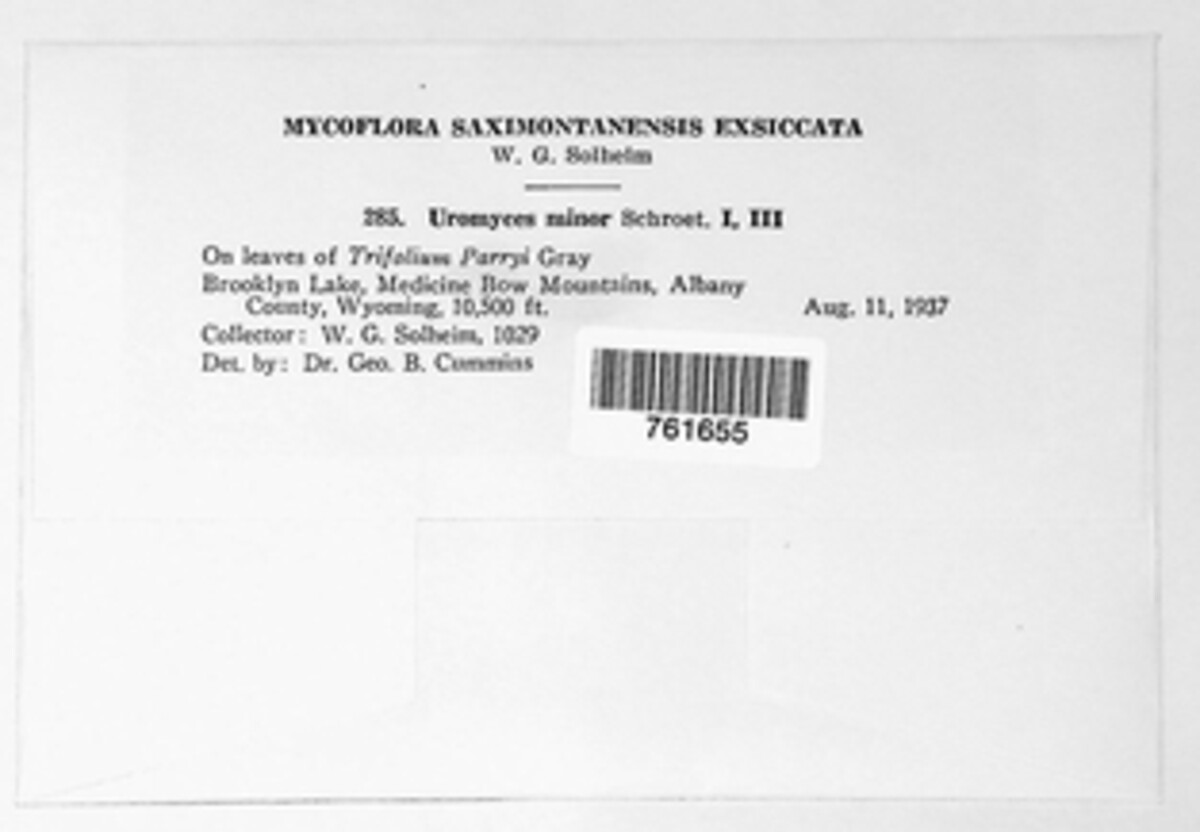 MYCOFLORA SAXIMONTANENSIS EXSICCATA
W. G. Solheim
285. Uromyces minor Schroet. I, III
On leaves of Trifolium Parryi Gray
Brooklyn Lake, Medicine Bow Mountains, Albany
County, Wyoming, 10,500 ft. Aug. 11, 1937
Collector: W. G. Solheim, 1029
Det. by: Dr. Geo. B. Cummins
761655